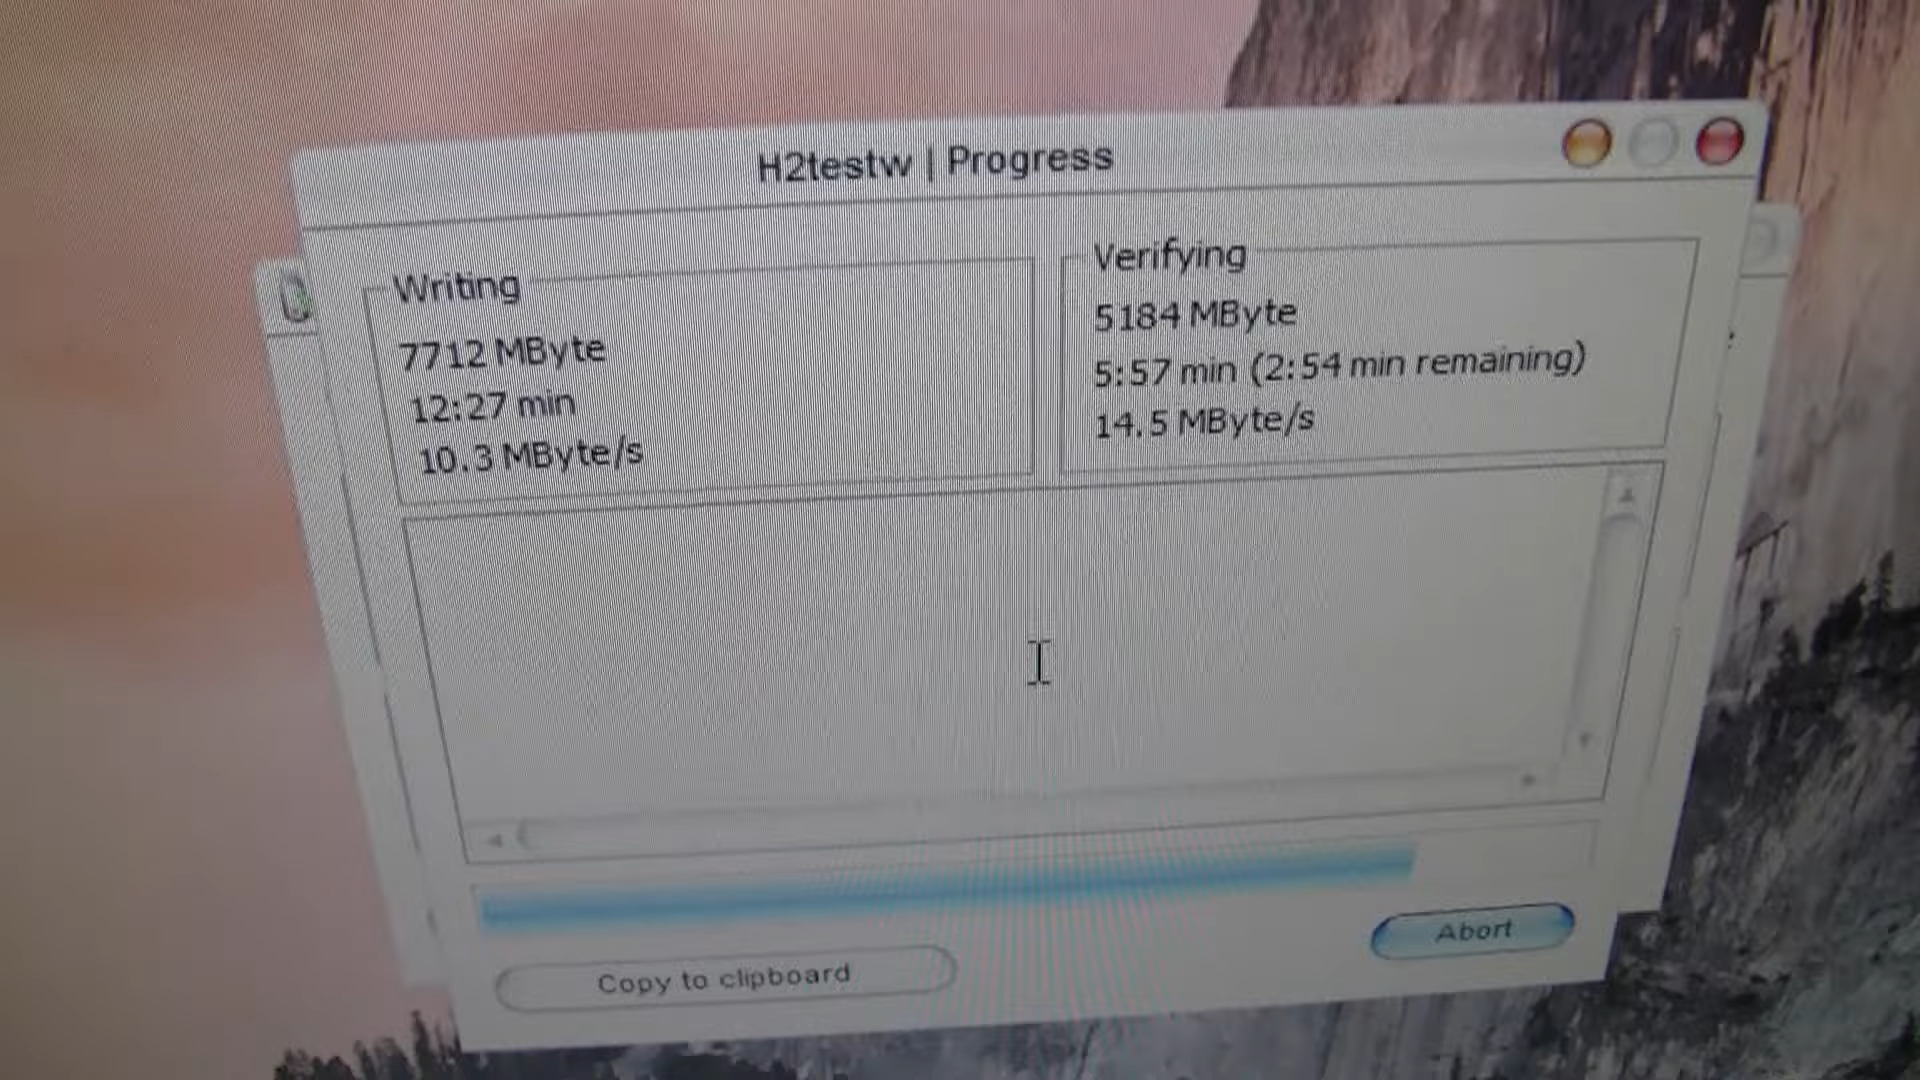 H2testw | Progress
Writing
7712 MByte
12:27 min
10.3 MByte/s
Verifying
5184 MByte
5:57 min (2:54 min remaining)
14.5 MByte/s
Copy to clipboard
Abort